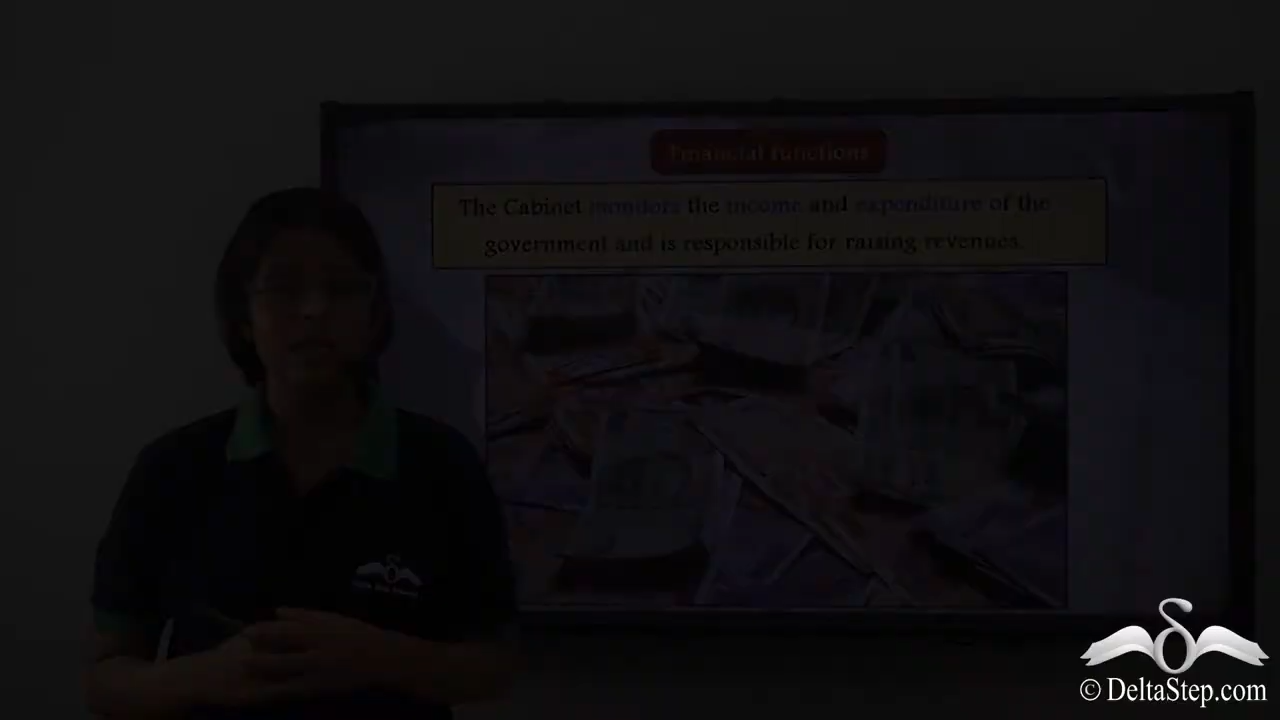 Financial functions
The Cabinet monitors the income and expenditure of the
government and is responsible for raising revenues.
© DeltaStep.com